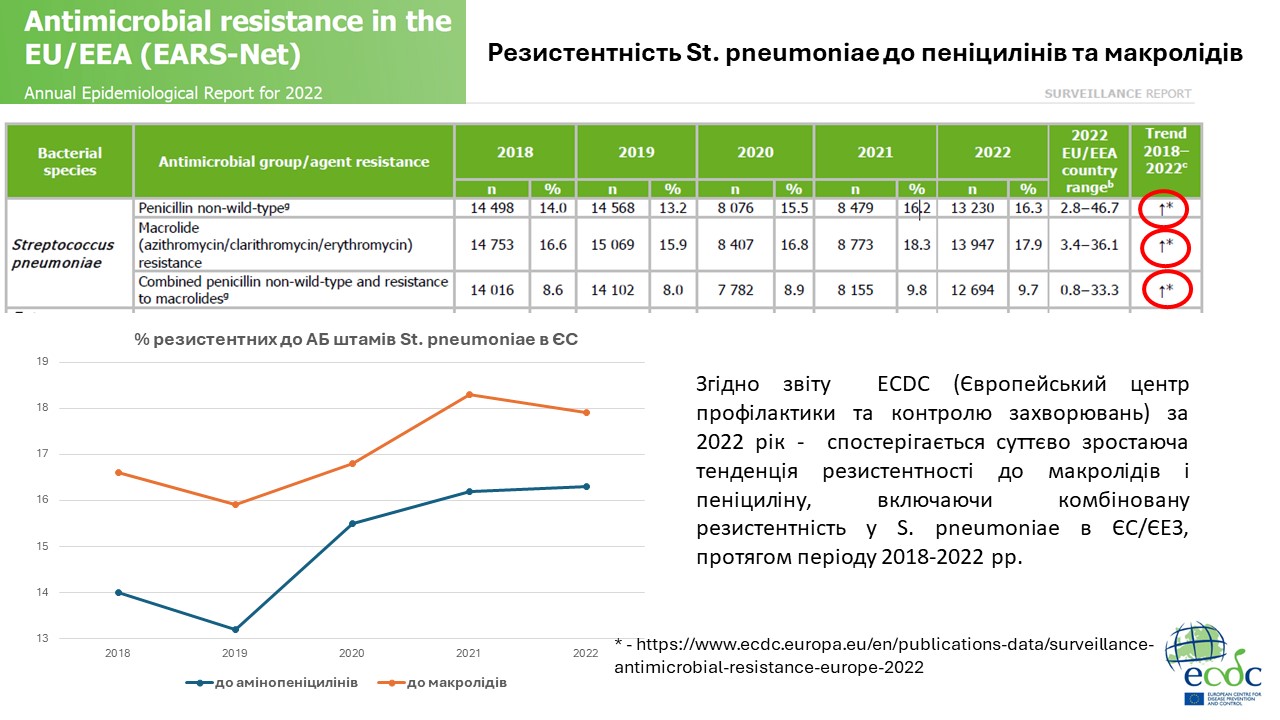 Antimicrobial resistance in the
EU/EEA (EARS-Net)
Annual Epidemiological Report for 2022
Резистентність St. pneumoniae до пеніцилінів та макролідів
SURVEILLANCE REPORT
Bacterial species | Antimicrobial group/agent resistance | 2018 | 2019 | 2020 | 2021 | 2022 | 2022 EU/EEA country rangeᵇ | Trend 2018–2022ᶜ
n % n % n % n % n %
Streptococcus pneumoniae
Penicillin non-wild-typeᵍ 14 498 14.0 14 568 13.2 8 076 15.5 8 479 16.2 13 230 16.3 2.8–46.7 ↑*
Macrolide (azithromycin/clarithromycin/erythromycin) resistance 14 753 16.6 15 069 15.9 8 407 16.8 8 773 18.3 13 947 17.9 3.4–36.1 ↑*
Combined penicillin non-wild-type and resistance to macrolidesᵍ 14 016 8.6 14 102 8.0 7 782 8.9 8 155 9.8 12 694 9.7 0.8–33.3 ↑*
% резистентних до АБ штамів St. pneumoniae в ЄС
19
18
17
16
15
14
13
2018 2019 2020 2021 2022
до амінопеніцилінів до макролідів
Згідно звіту ECDC (Європейський центр
профілактики та контролю захворювань) за
2022 рік - спостерігається суттєво зростаюча
тенденція резистентності до макролідів і
пеніциліну, включаючи комбіновану
резистентність у S. pneumoniae в ЄС/ЄЕЗ,
протягом періоду 2018-2022 рр.
* - https://www.ecdc.europa.eu/en/publications-data/surveillance-
antimicrobial-resistance-europe-2022
ecdc
EUROPEAN CENTRE FOR
DISEASE PREVENTION
AND CONTROL